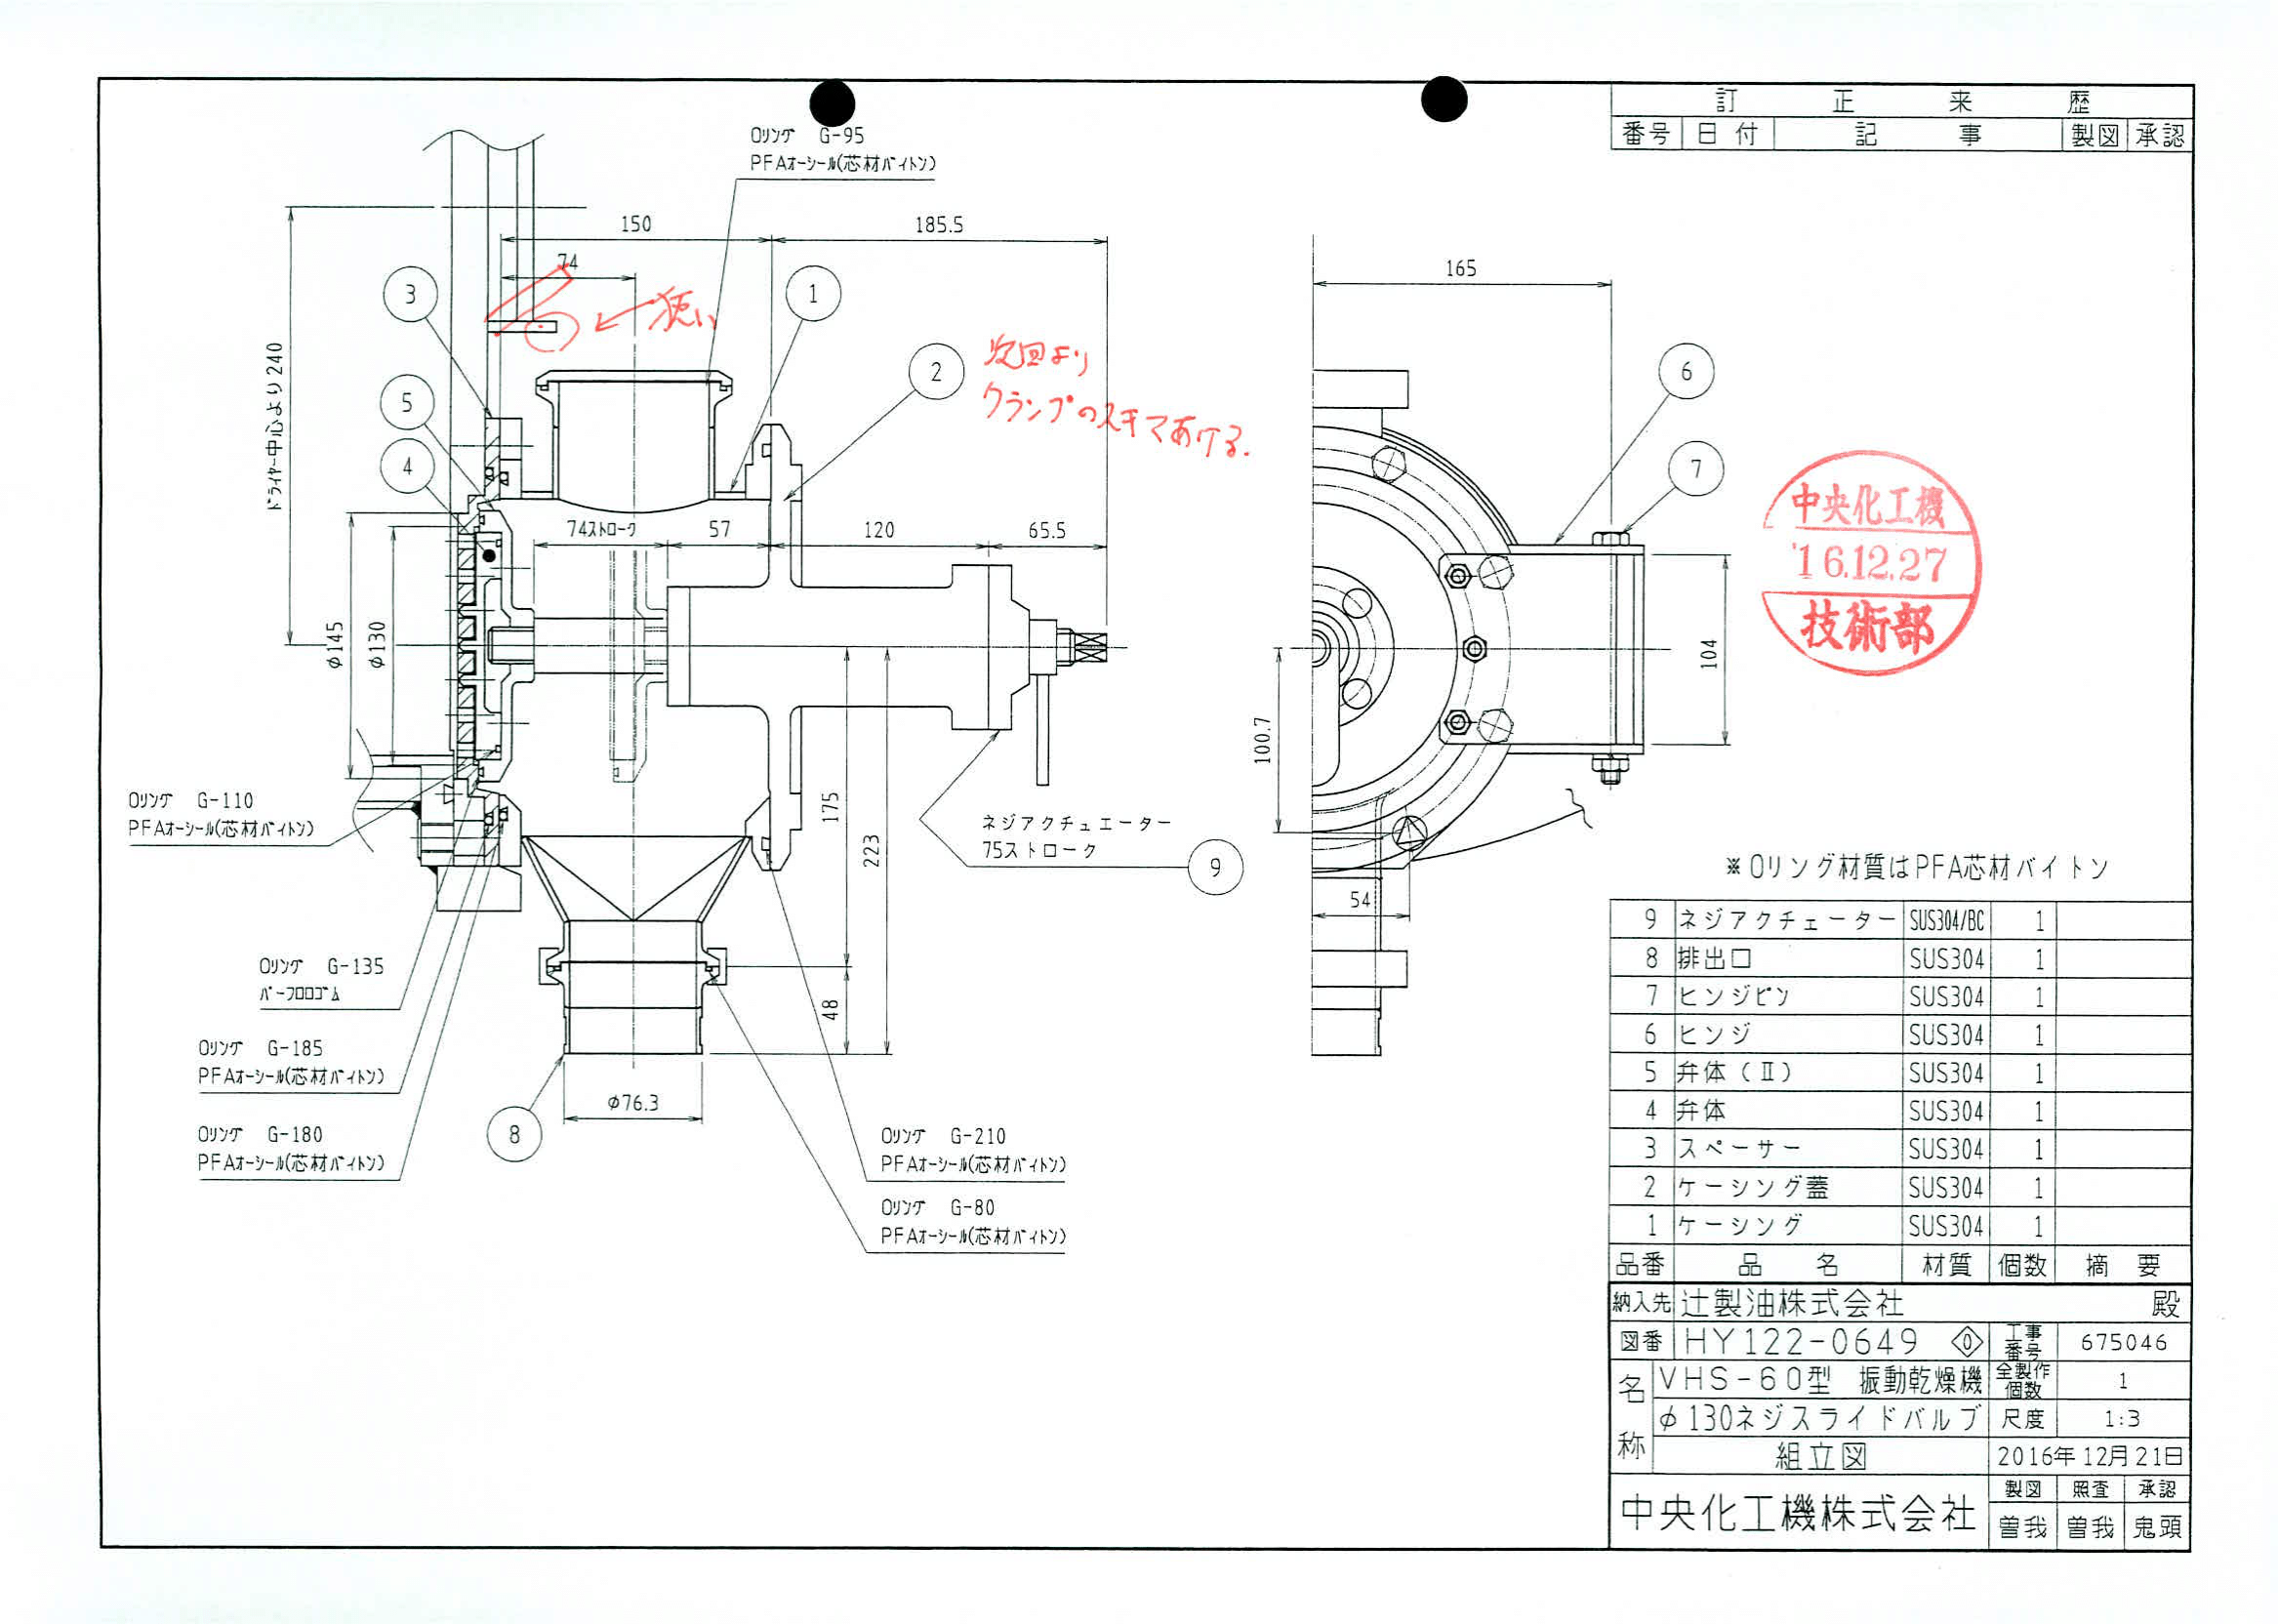 訂正来歴
番号 日付 記事 製図 承認
Oリング G-95
PFAオーシール(芯材バイトン)
150
185.5
74
狭い
3
1
165
ドライヤー中心より240
次回より
クランプのスキマあける.
2
6
5
4
7
中央化工機
'16.12.27
技術部
74ストローク
57
120
65.5
φ145
φ130
104
100.7
175
223
Oリング G-110
PFAオーシール(芯材バイトン)
ネジアクチュエーター
75ストローク
9
54
※Oリング材質はPFA芯材バイトン
Oリング G-135
パーフロロゴム
48
Oリング G-185
PFAオーシール(芯材バイトン)
φ76.3
8
Oリング G-180
PFAオーシール(芯材バイトン)
Oリング G-210
PFAオーシール(芯材バイトン)
Oリング G-80
PFAオーシール(芯材バイトン)
9 ネジアクチェーター SUS304/BC 1
8 排出口 SUS304 1
7 ヒンジピン SUS304 1
6 ヒンジ SUS304 1
5 弁体(Ⅱ) SUS304 1
4 弁体 SUS304 1
3 スペーサー SUS304 1
2 ケーシング蓋 SUS304 1
1 ケーシング SUS304 1
品番 品名 材質 個数 摘要
納入先 辻製油株式会社 殿
図番 HY122-0649 0 工事番号 675046
名称 VHS-60型 振動乾燥機 全製作個数 1
φ130ネジスライドバルブ 尺度 1:3
組立図 2016年12月21日
中央化工機株式会社 製図 照査 承認
曽我 曽我 鬼頭